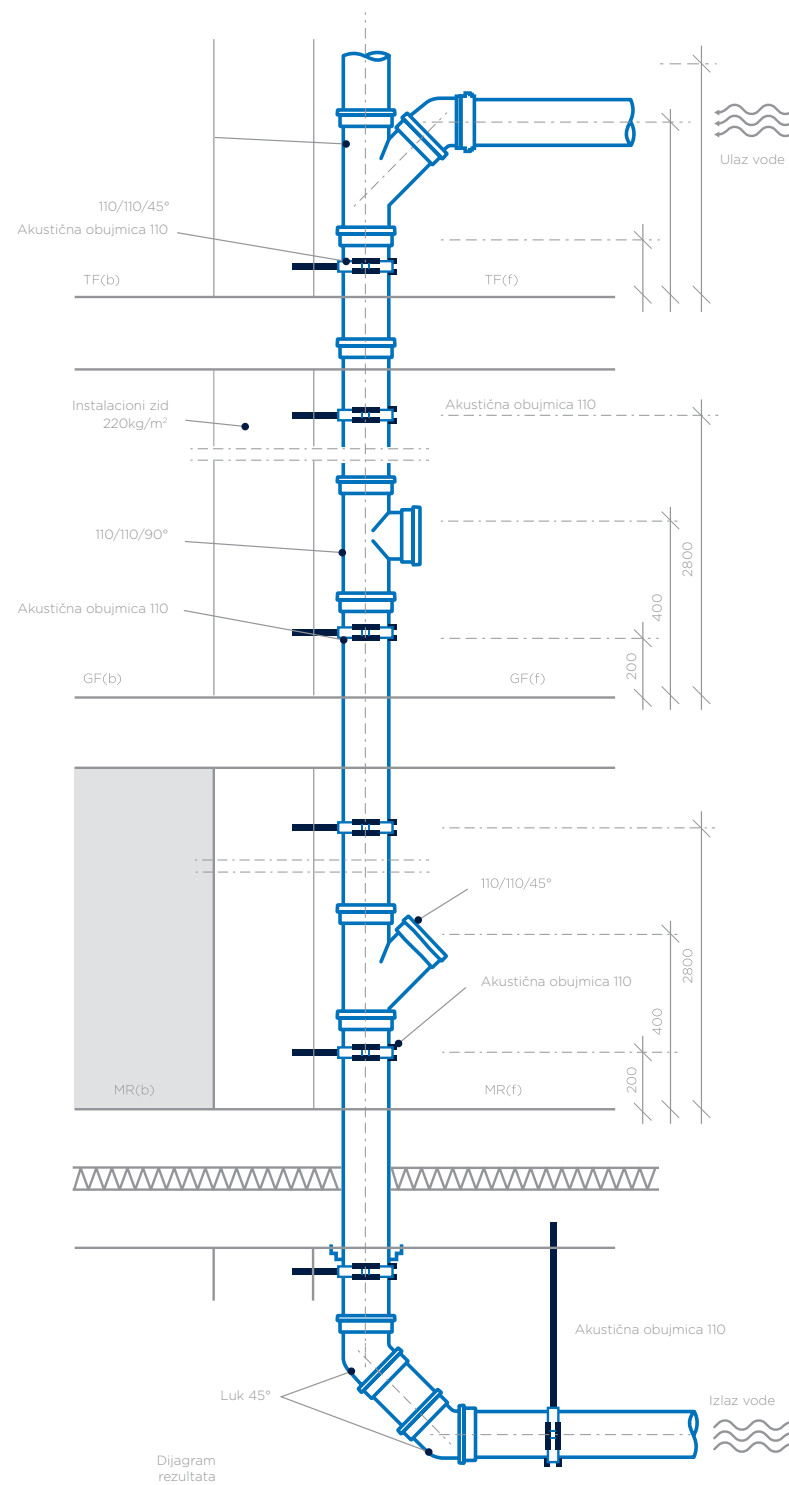 Ulaz vode
110/110/45°
Akustična obujmica 110
TF(b)
TF(f)
Instalacioni zid
220kg/m²
Akustična obujmica 110
110/110/90°
2800
400
200
Akustična obujmica 110
GF(b)
GF(f)
110/110/45°
2800
400
200
Akustična obujmica 110
MR(b)
MR(f)
Akustična obujmica 110
Luk 45°
Izlaz vode
Dijagram
rezultata